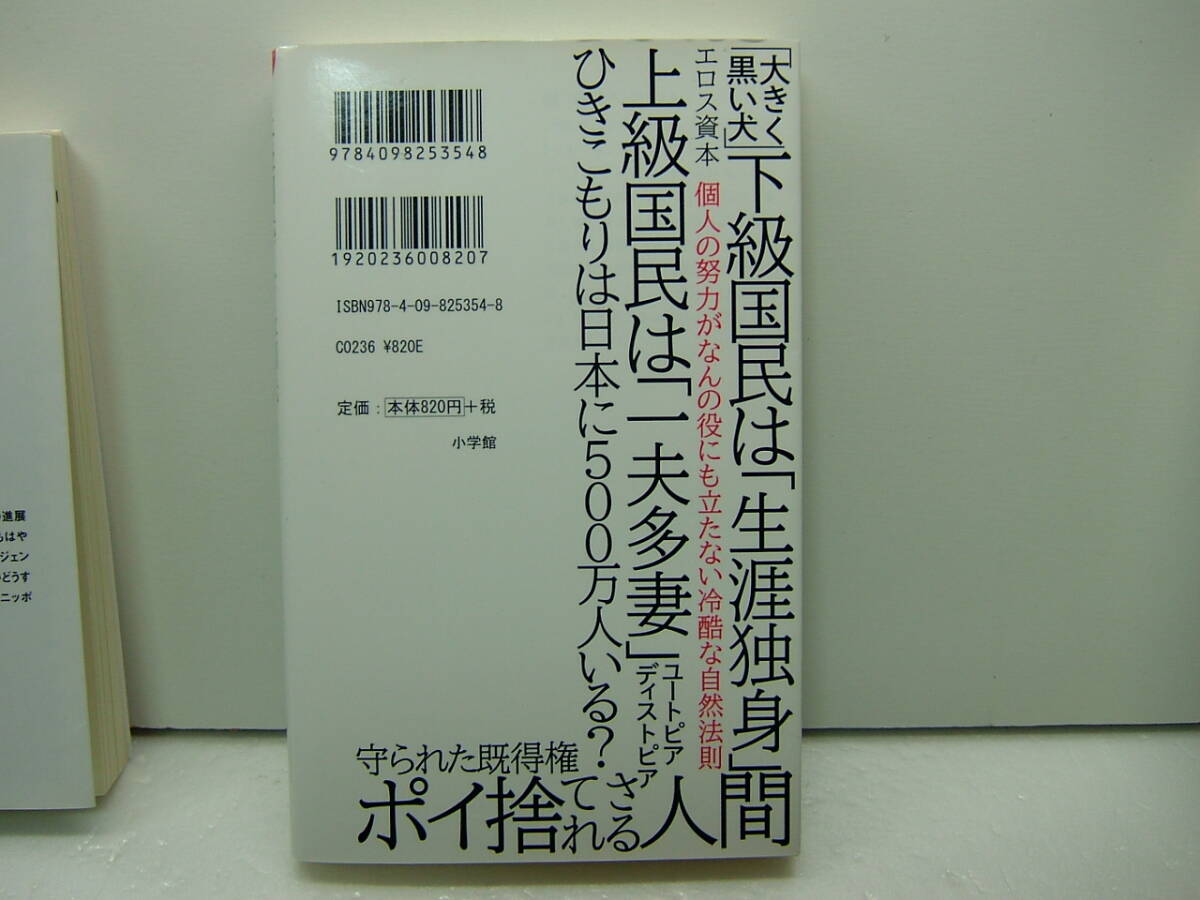 「大きく
黒い犬」
下級国民は「生涯独身」
エロス資本
個人の努力がなんの役にも立たない冷酷な自然法則
上級国民は「一夫多妻」
ユートピア
ディストピア
ひきこもりは日本に500万人いる?
守られた既得権
ポイ捨てされる人間
9784098253548
1920236008207
ISBN978-4-09-825354-8
C0236 ¥820E
定価:本体820円+税
小学館
進展
もはや
ジェン
どうす
ニッポ